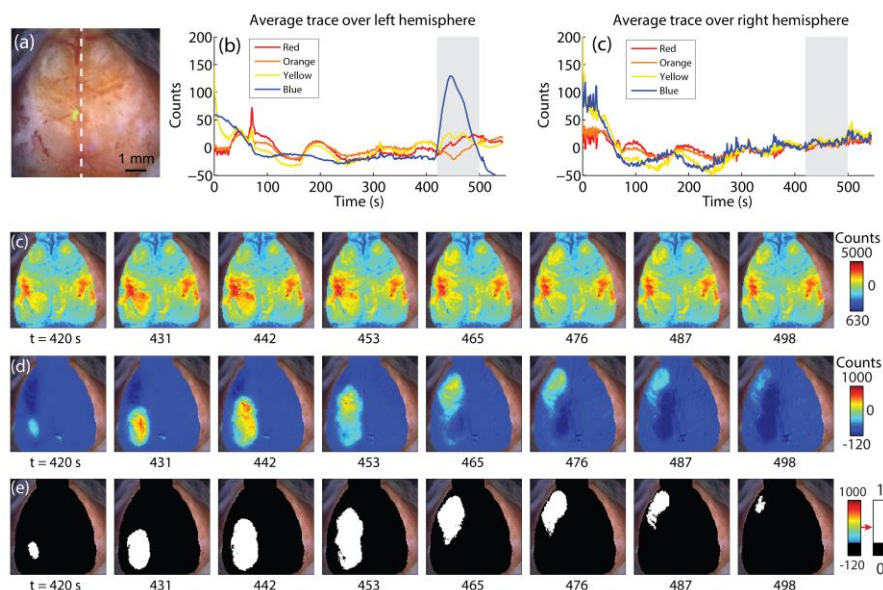 Average trace over left hemisphere
Average trace over right hemisphere
(a)
1 mm
(b)
Counts
200
150
100
50
0
-50
Red
Orange
Yellow
Blue
0
100
200
300
400
500
Time (s)
(c)
Counts
200
150
100
50
0
-50
Red
Orange
Yellow
Blue
0
100
200
300
400
500
Time (s)
(c)
Counts
5000
0
630
t = 420 s
431
442
453
465
476
487
498
(d)
Counts
1000
0
-120
t = 420 s
431
442
453
465
476
487
498
(e)
1000
-120
1
0
t = 420 s
431
442
453
465
476
487
498